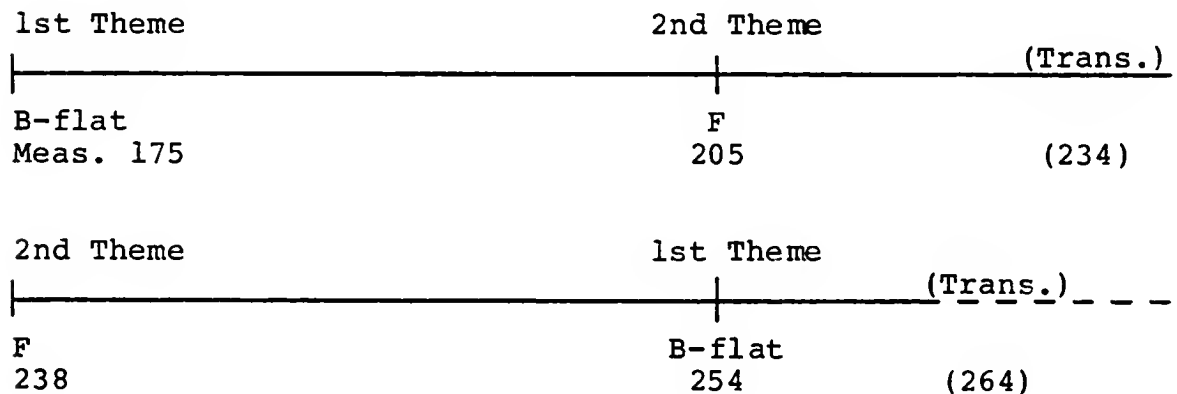 1st Theme 2nd Theme
(Trans.)
B-flat F
Meas. 175 205 (234)
2nd Theme 1st Theme
(Trans.)
F B-flat
238 254 (264)